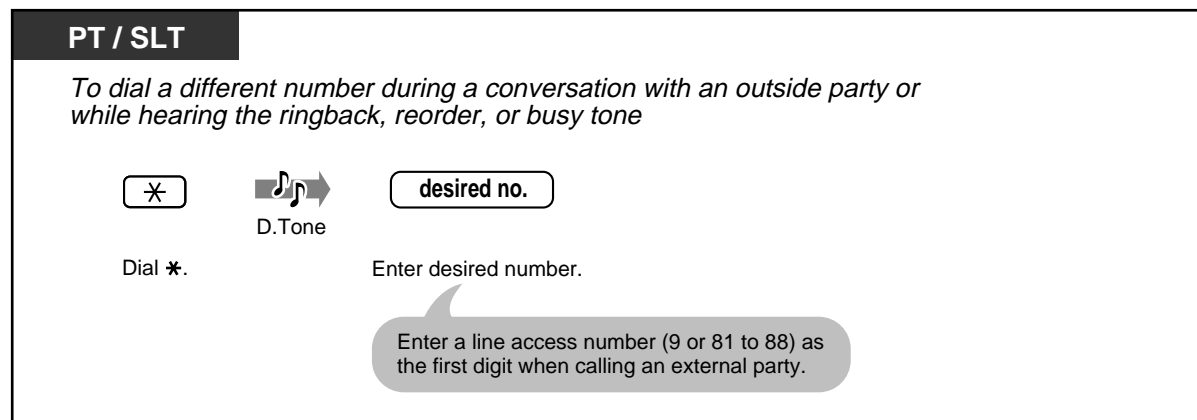 PT / SLT
To dial a different number during a conversation with an outside party or
while hearing the ringback, reorder, or busy tone
* desired no.
D.Tone
Dial *. Enter desired number.
Enter a line access number (9 or 81 to 88) as
the first digit when calling an external party.